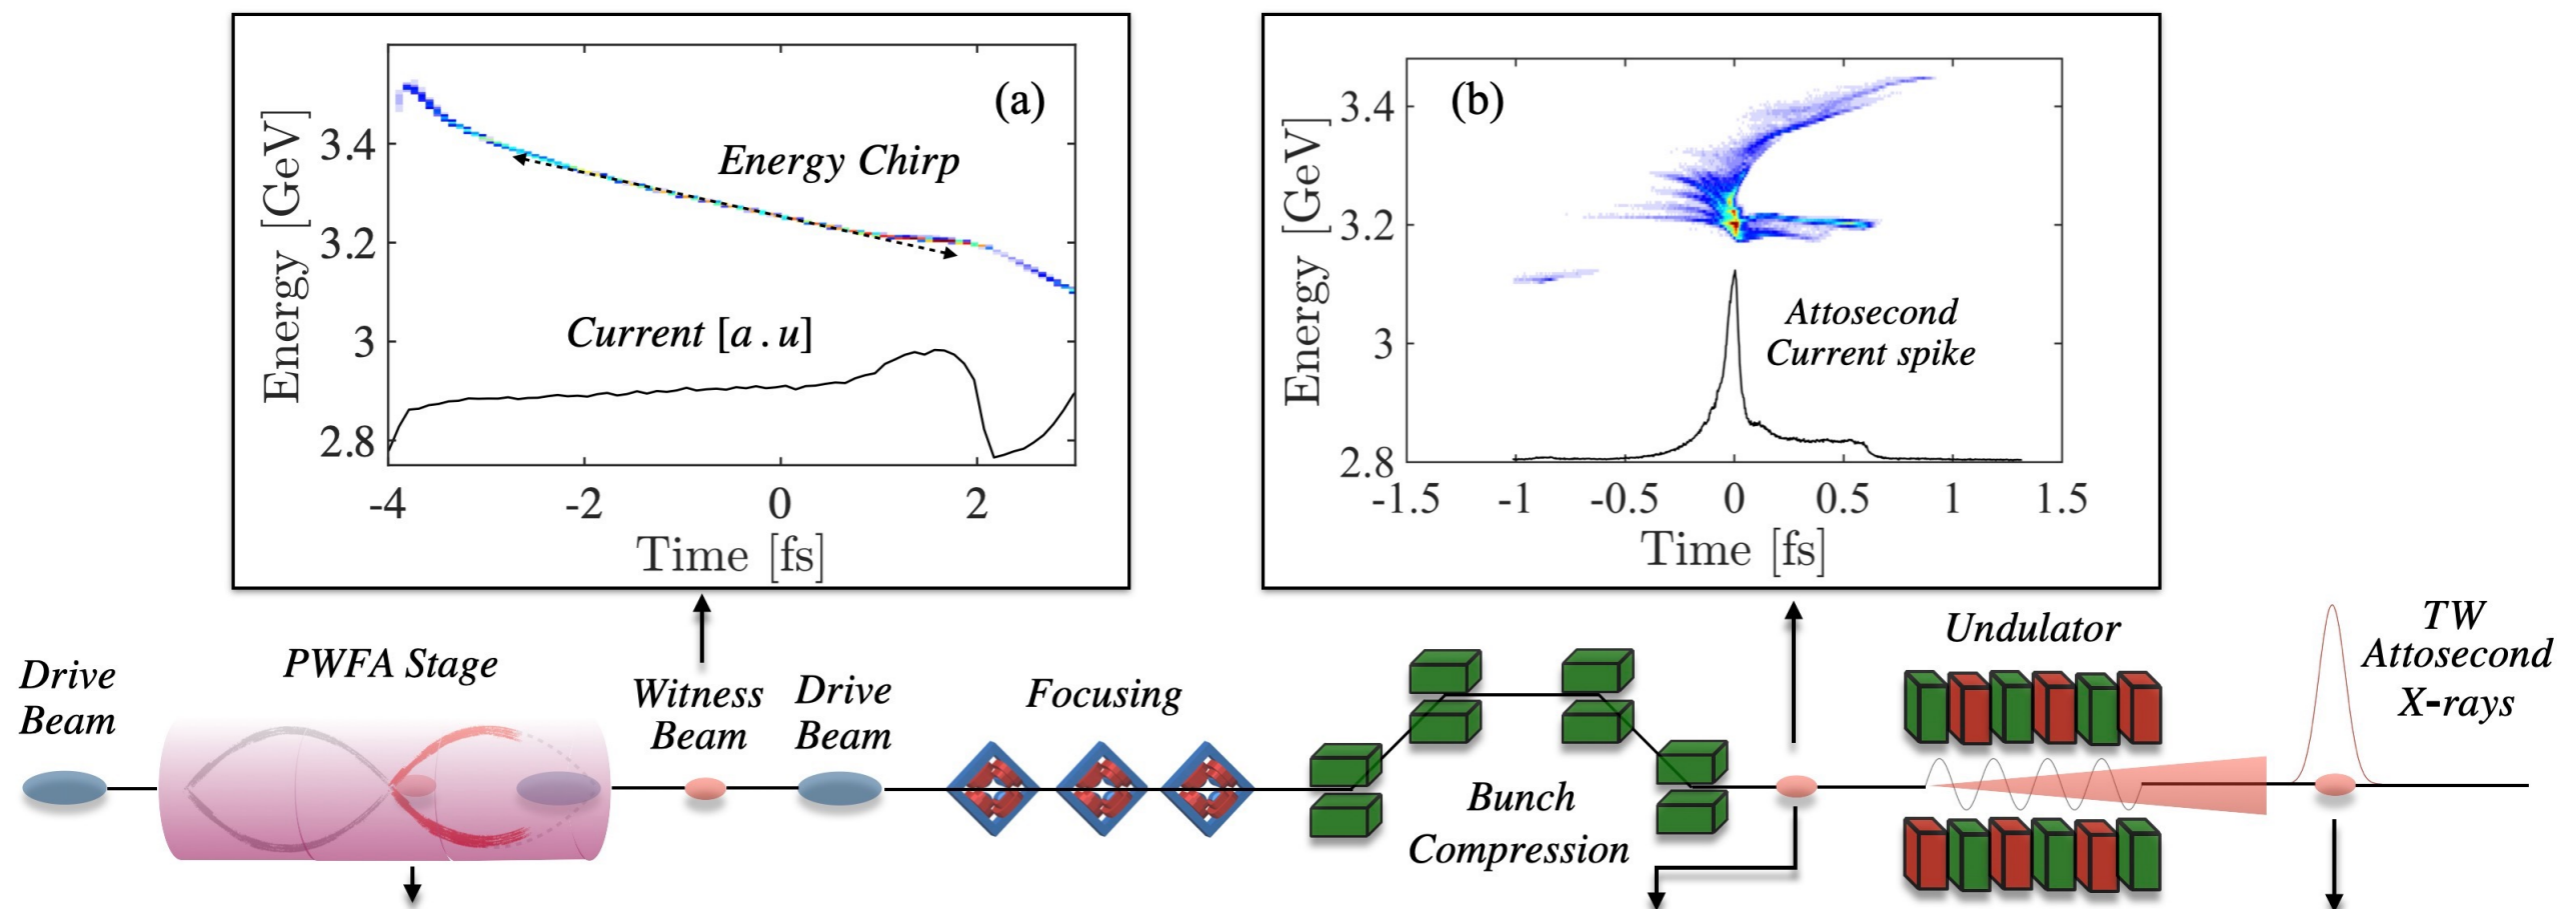 (a)
Energy Chirp
Current [a.u]
Energy [GeV]
3.4
3.2
3
2.8
-4
-2
0
2
Time [fs]
(b)
Attosecond
Current spike
Energy [GeV]
3.4
3.2
3
2.8
-1.5
-1
-0.5
0
0.5
1
1.5
Time [fs]
Drive
Beam
PWFA Stage
Witness
Beam
Drive
Beam
Focusing
Bunch
Compression
Undulator
TW
Attosecond
X-rays